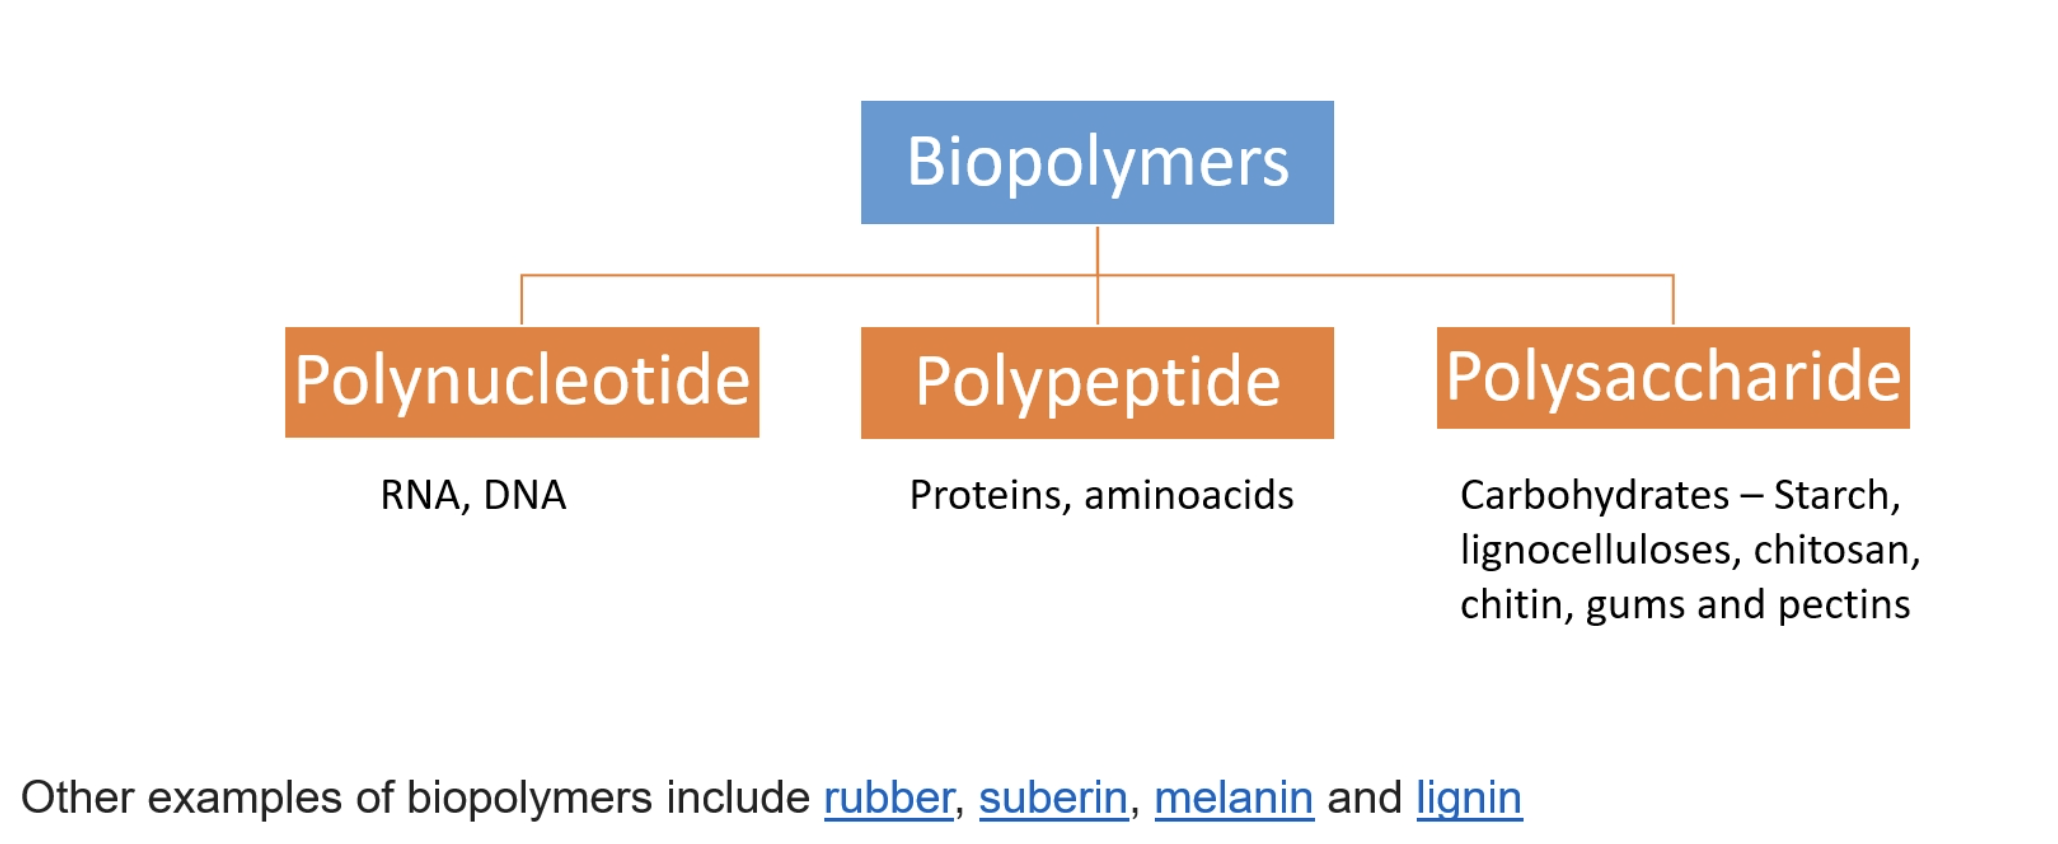 Biopolymers
Polynucleotide
Polypeptide
Polysaccharide
RNA, DNA
Proteins, aminoacids
Carbohydrates – Starch,
lignocelluloses, chitosan,
chitin, gums and pectins
Other examples of biopolymers include rubber, suberin, melanin and lignin